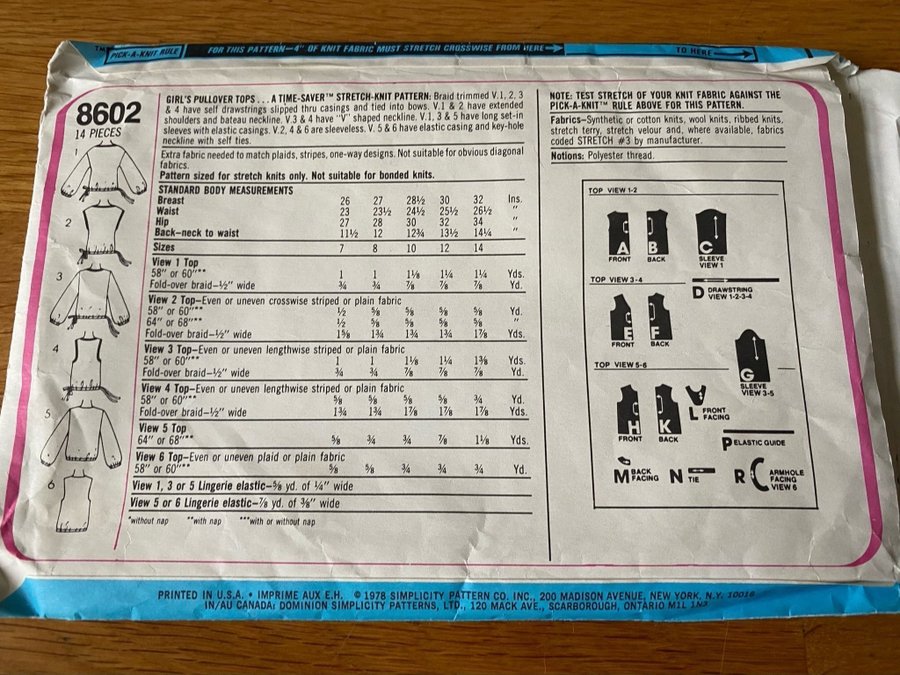 ™ PICK-A-KNIT RULE FOR THIS PATTERN—4" OF KNIT FABRIC MUST STRETCH CROSSWISE FROM HERE TO HERE
8602
14 PIECES
1
2
3
4
5
6
GIRL'S PULLOVER TOPS . . . A TIME-SAVER™ STRETCH-KNIT PATTERN: Braid trimmed V.1, 2, 3
& 4 have self drawstrings slipped thru casings and tied into bows. V.1 & 2 have extended
shoulders and bateau neckline. V.3 & 4 have "V" shaped neckline. V.1, 3 & 5 have long set-in
sleeves with elastic casings. V.2, 4 & 6 are sleeveless. V. 5 & 6 have elastic casing and key-hole
neckline with self ties.
Extra fabric needed to match plaids, stripes, one-way designs. Not suitable for obvious diagonal
fabrics.
Pattern sized for stretch knits only. Not suitable for bonded knits.
STANDARD BODY MEASUREMENTS
Breast 26 27 28½ 30 32 Ins.
Waist 23 23½ 24½ 25½ 26½ "
Hip 27 28 30 32 34 "
Back–neck to waist 11½ 12 12¾ 13½ 14¼ "
Sizes 7 8 10 12 14
View 1 Top
58" or 60"** 1 1 1⅛ 1¼ 1¼ Yds.
Fold-over braid–½" wide ¾ ¾ ⅞ ⅞ ⅞ Yd.
View 2 Top–Even or uneven crosswise striped or plain fabric
58" or 60"** ½ ⅝ ⅝ ⅝ ⅝ Yd.
64" or 68"** ½ ⅝ ⅝ ⅝ ⅝ "
Fold-over braid–½" wide 1⅝ 1¾ 1¾ 1¾ 1⅞ Yds.
View 3 Top–Even or uneven lengthwise striped or plain fabric
58" or 60"** 1 1 1⅛ 1¼ 1⅜ Yds.
Fold-over braid–½" wide ¾ ¾ ⅞ ⅞ ⅞ Yd.
View 4 Top–Even or uneven lengthwise striped or plain fabric
58" or 60"** ⅝ ⅝ ⅝ ⅝ ¾ Yd.
Fold-over braid–½" wide 1¾ 1¾ 1⅞ 1⅞ 1⅞ Yds.
View 5 Top
64" or 68"** ⅝ ¾ ¾ ⅞ 1⅛ Yds.
View 6 Top–Even or uneven plaid or plain fabric
58" or 60"** ⅝ ⅝ ¾ ¾ ¾ Yd.
View 1, 3 or 5 Lingerie elastic–⅝ yd. of ¼" wide
View 5 or 6 Lingerie elastic–⅞ yd. of ⅜" wide
*without nap **with nap ***with or without nap
NOTE: TEST STRETCH OF YOUR KNIT FABRIC AGAINST THE
PICK-A-KNIT™ RULE ABOVE FOR THIS PATTERN.
Fabrics–Synthetic or cotton knits, wool knits, ribbed knits,
stretch terry, stretch velour and, where available, fabrics
coded STRETCH #3 by manufacturer.
Notions: Polyester thread.
TOP VIEW 1-2
A FRONT
B BACK
C SLEEVE VIEW 1
TOP VIEW 3-4
D DRAWSTRING VIEW 1-2-3-4
E FRONT
F BACK
G SLEEVE VIEW 3-5
TOP VIEW 5-6
H FRONT
K BACK
L FRONT FACING
P ELASTIC GUIDE
M BACK FACING
N TIE
R ARMHOLE FACING VIEW 6
PRINTED IN U.S.A. • IMPRIME AUX E.H. © 1978 SIMPLICITY PATTERN CO. INC., 200 MADISON AVENUE, NEW YORK, N.Y. 10016
IN/AU CANADA: DOMINION SIMPLICITY PATTERNS, LTD., 120 MACK AVE., SCARBOROUGH, ONTARIO M1L 1N3